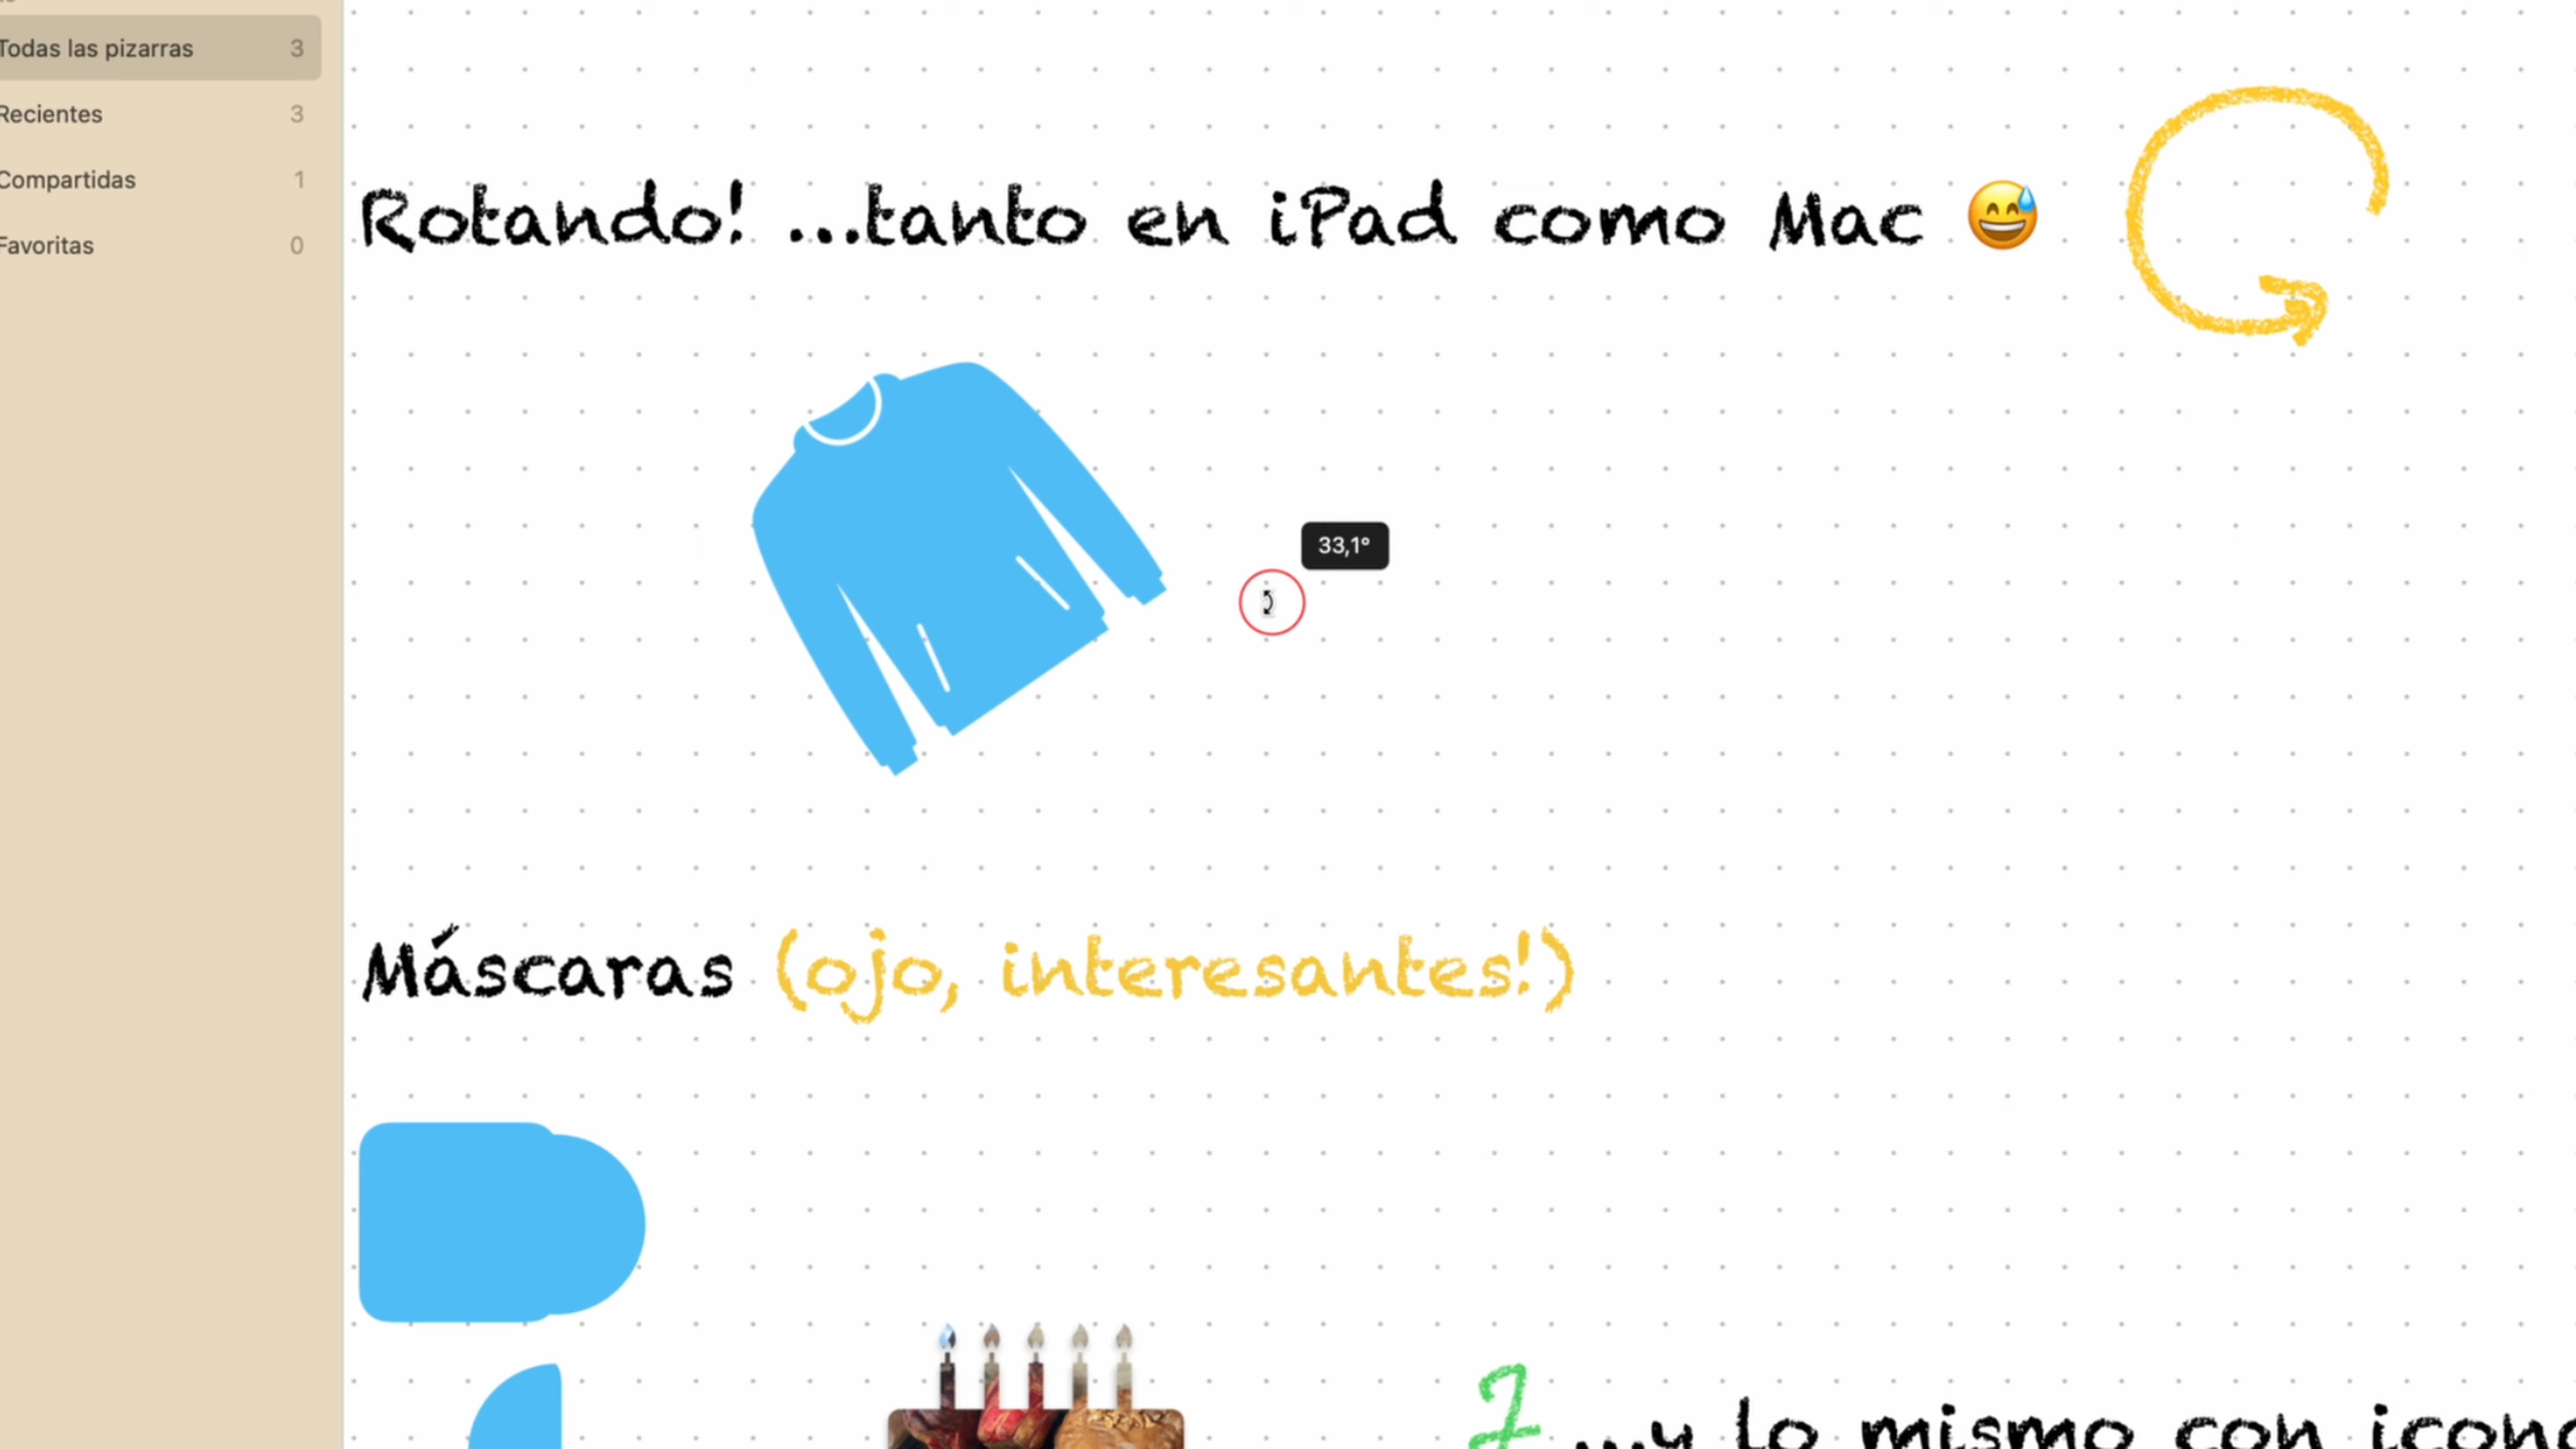 Todas las pizarras 3
Recientes 3
Compartidas 1
Favoritas 0
Rotando! ...tanto en iPad como Mac 😅
33,1°
Máscaras (ojo, interesantes!)
...y lo mismo con